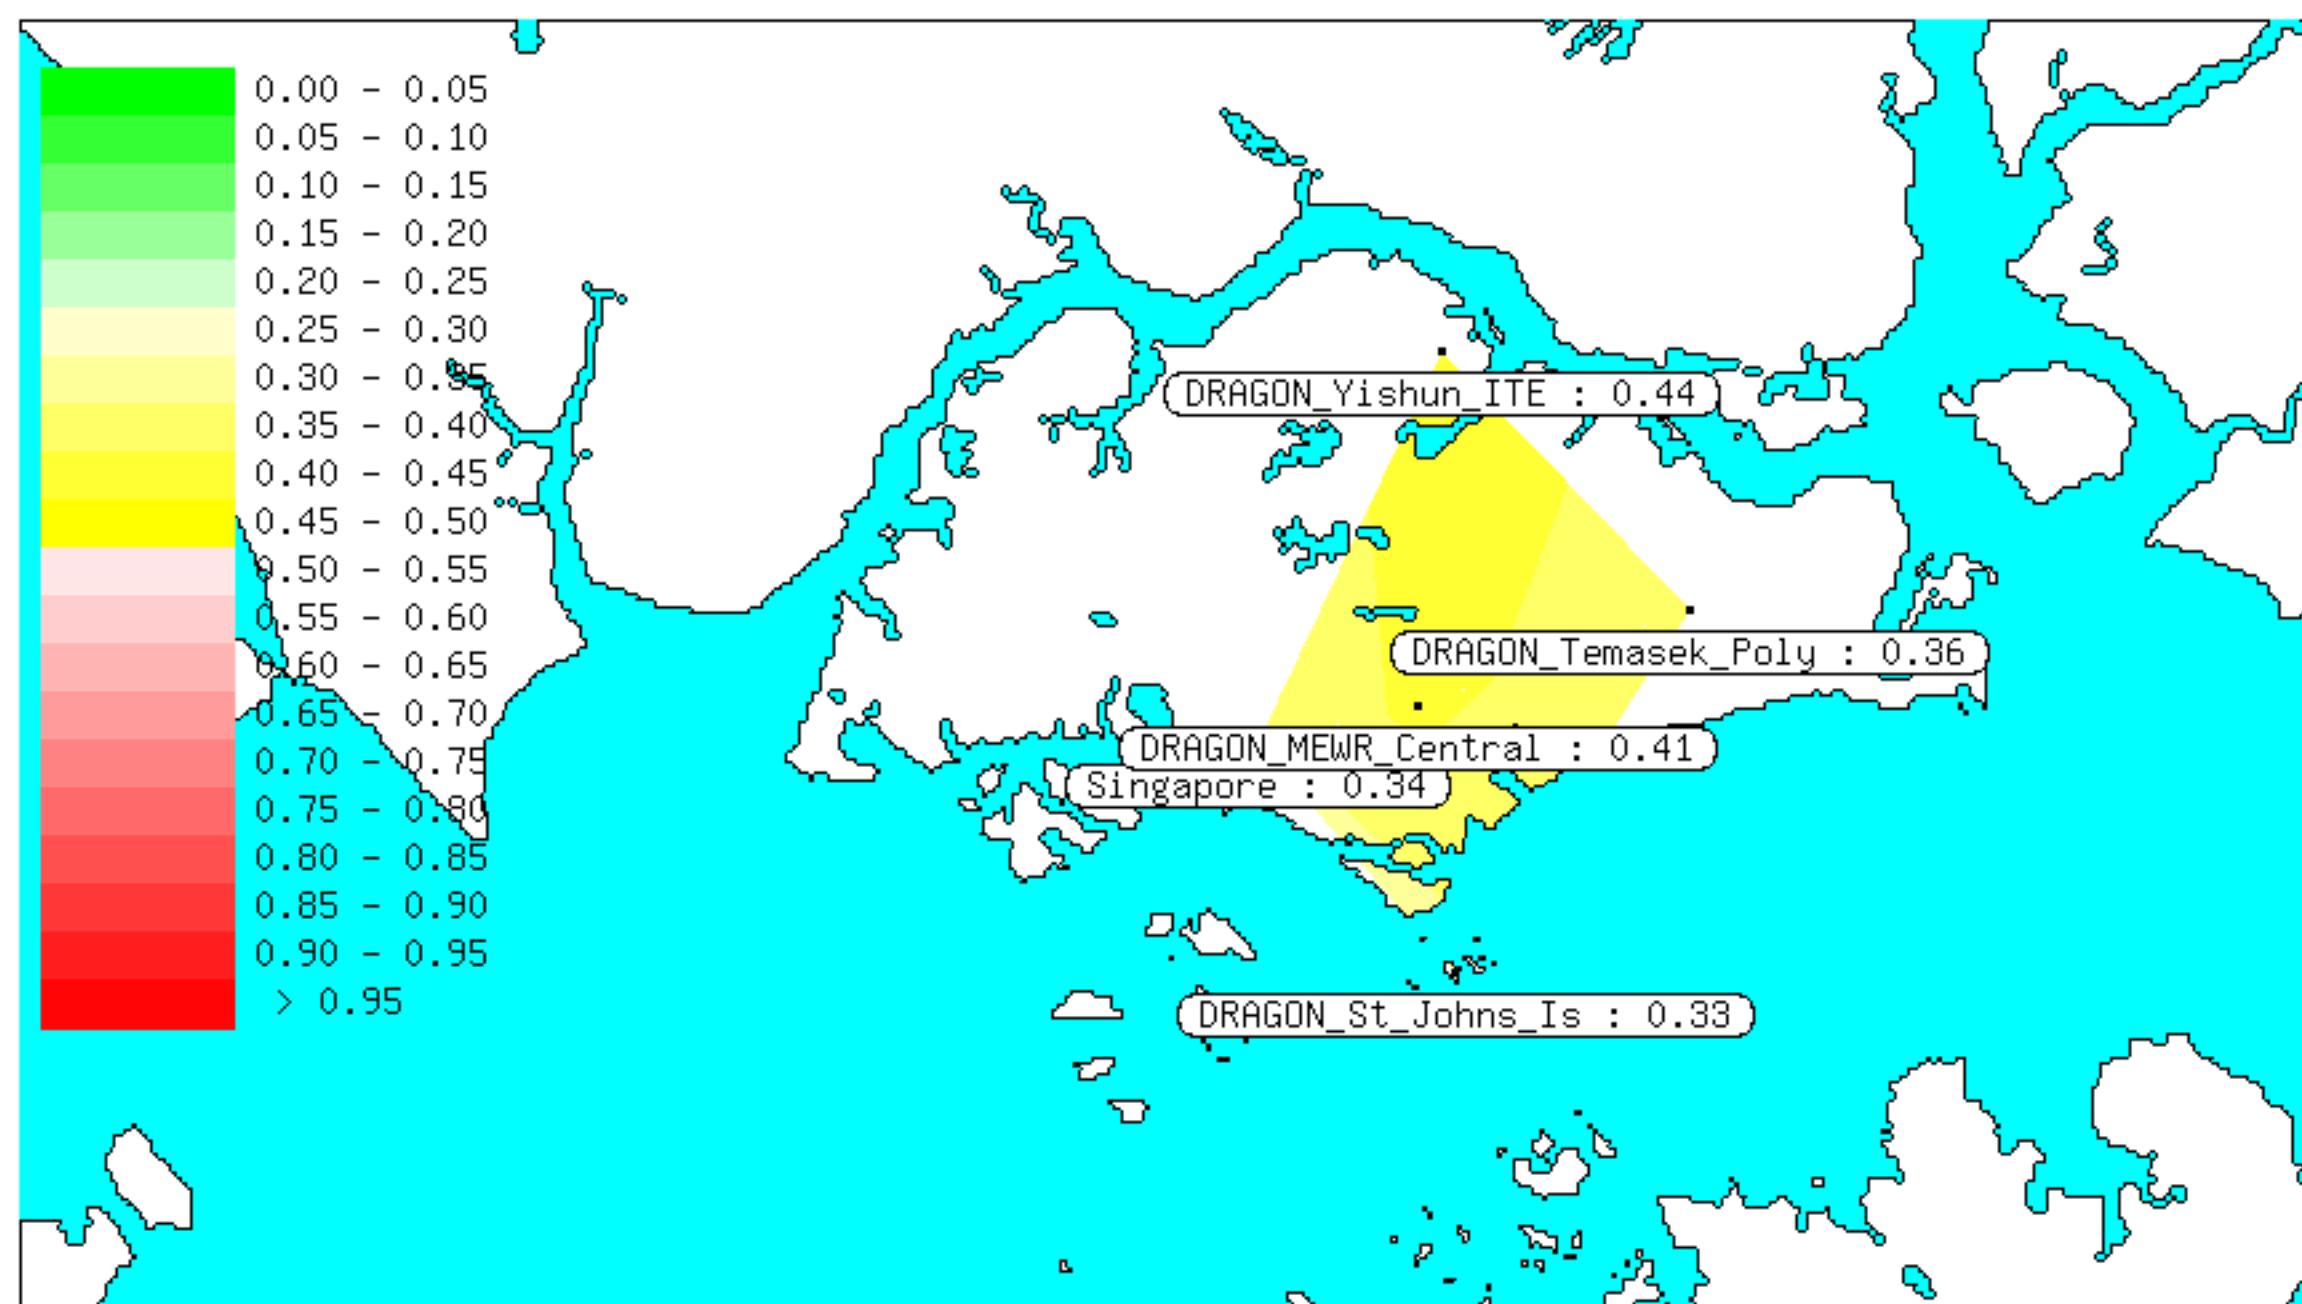 0.00 - 0.05
0.05 - 0.10
0.10 - 0.15
0.15 - 0.20
0.20 - 0.25
0.25 - 0.30
0.30 - 0.35
0.35 - 0.40
0.40 - 0.45
0.45 - 0.50
0.50 - 0.55
0.55 - 0.60
0.60 - 0.65
0.65 - 0.70
0.70 - 0.75
0.75 - 0.80
0.80 - 0.85
0.85 - 0.90
0.90 - 0.95
> 0.95
DRAGON_Yishun_ITE : 0.44
DRAGON_Temasek_Poly : 0.36
DRAGON_MEWR_Central : 0.41
Singapore : 0.34
DRAGON_St_Johns_Is : 0.33